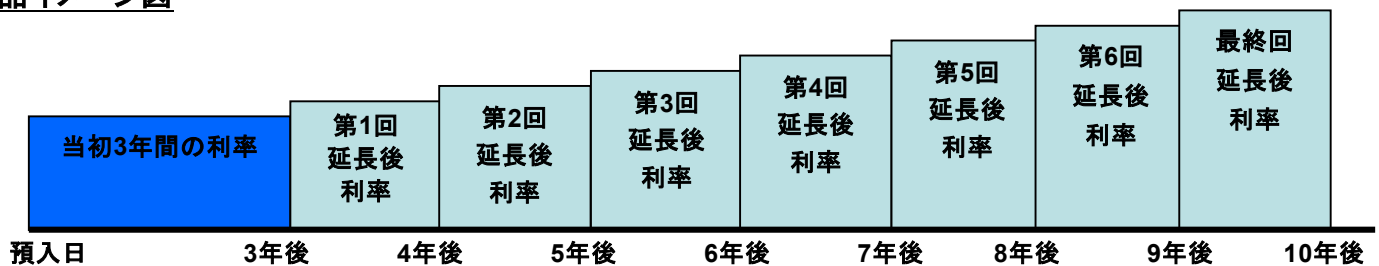 当初3年間の利率
第1回
延長後
利率
第2回
延長後
利率
第3回
延長後
利率
第4回
延長後
利率
第5回
延長後
利率
第6回
延長後
利率
最終回
延長後
利率
預入日
3年後
4年後
5年後
6年後
7年後
8年後
9年後
10年後